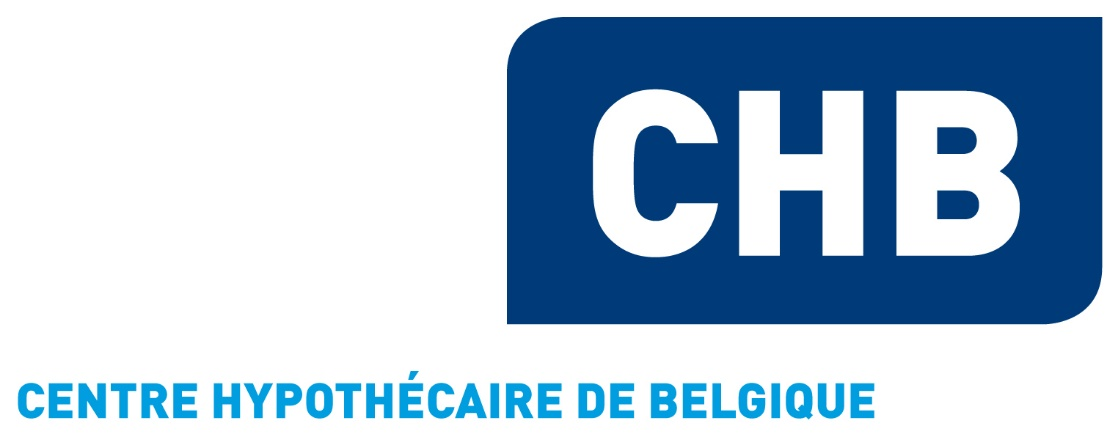 CHB
CENTRE HYPOTHÉCAIRE DE BELGIQUE